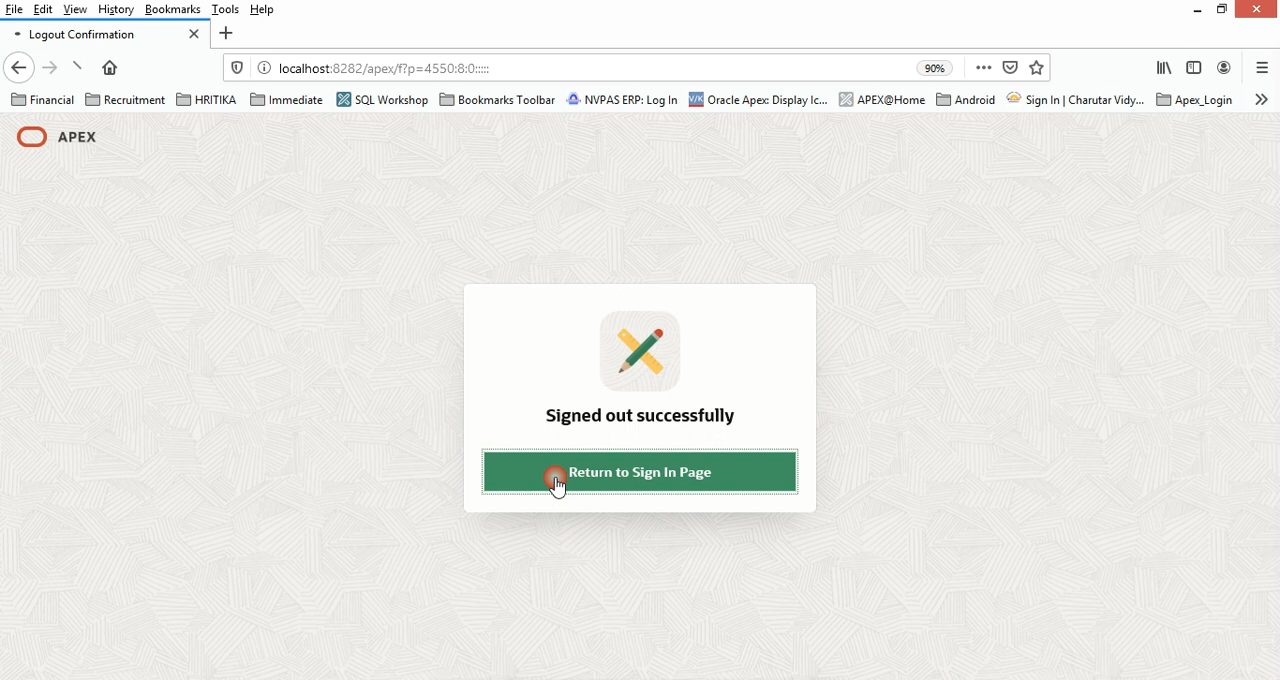 File Edit View History Bookmarks Tools Help
Logout Confirmation
localhost:8282/apex/f?p=4550:8:0::::: 90%
Financial Recruitment HRITIKA Immediate SQL Workshop Bookmarks Toolbar NVPAS ERP: Log In Oracle Apex: Display Ic... APEX@Home Android Sign In | Charutar Vidy... Apex_Login
APEX
Signed out successfully
Return to Sign In Page